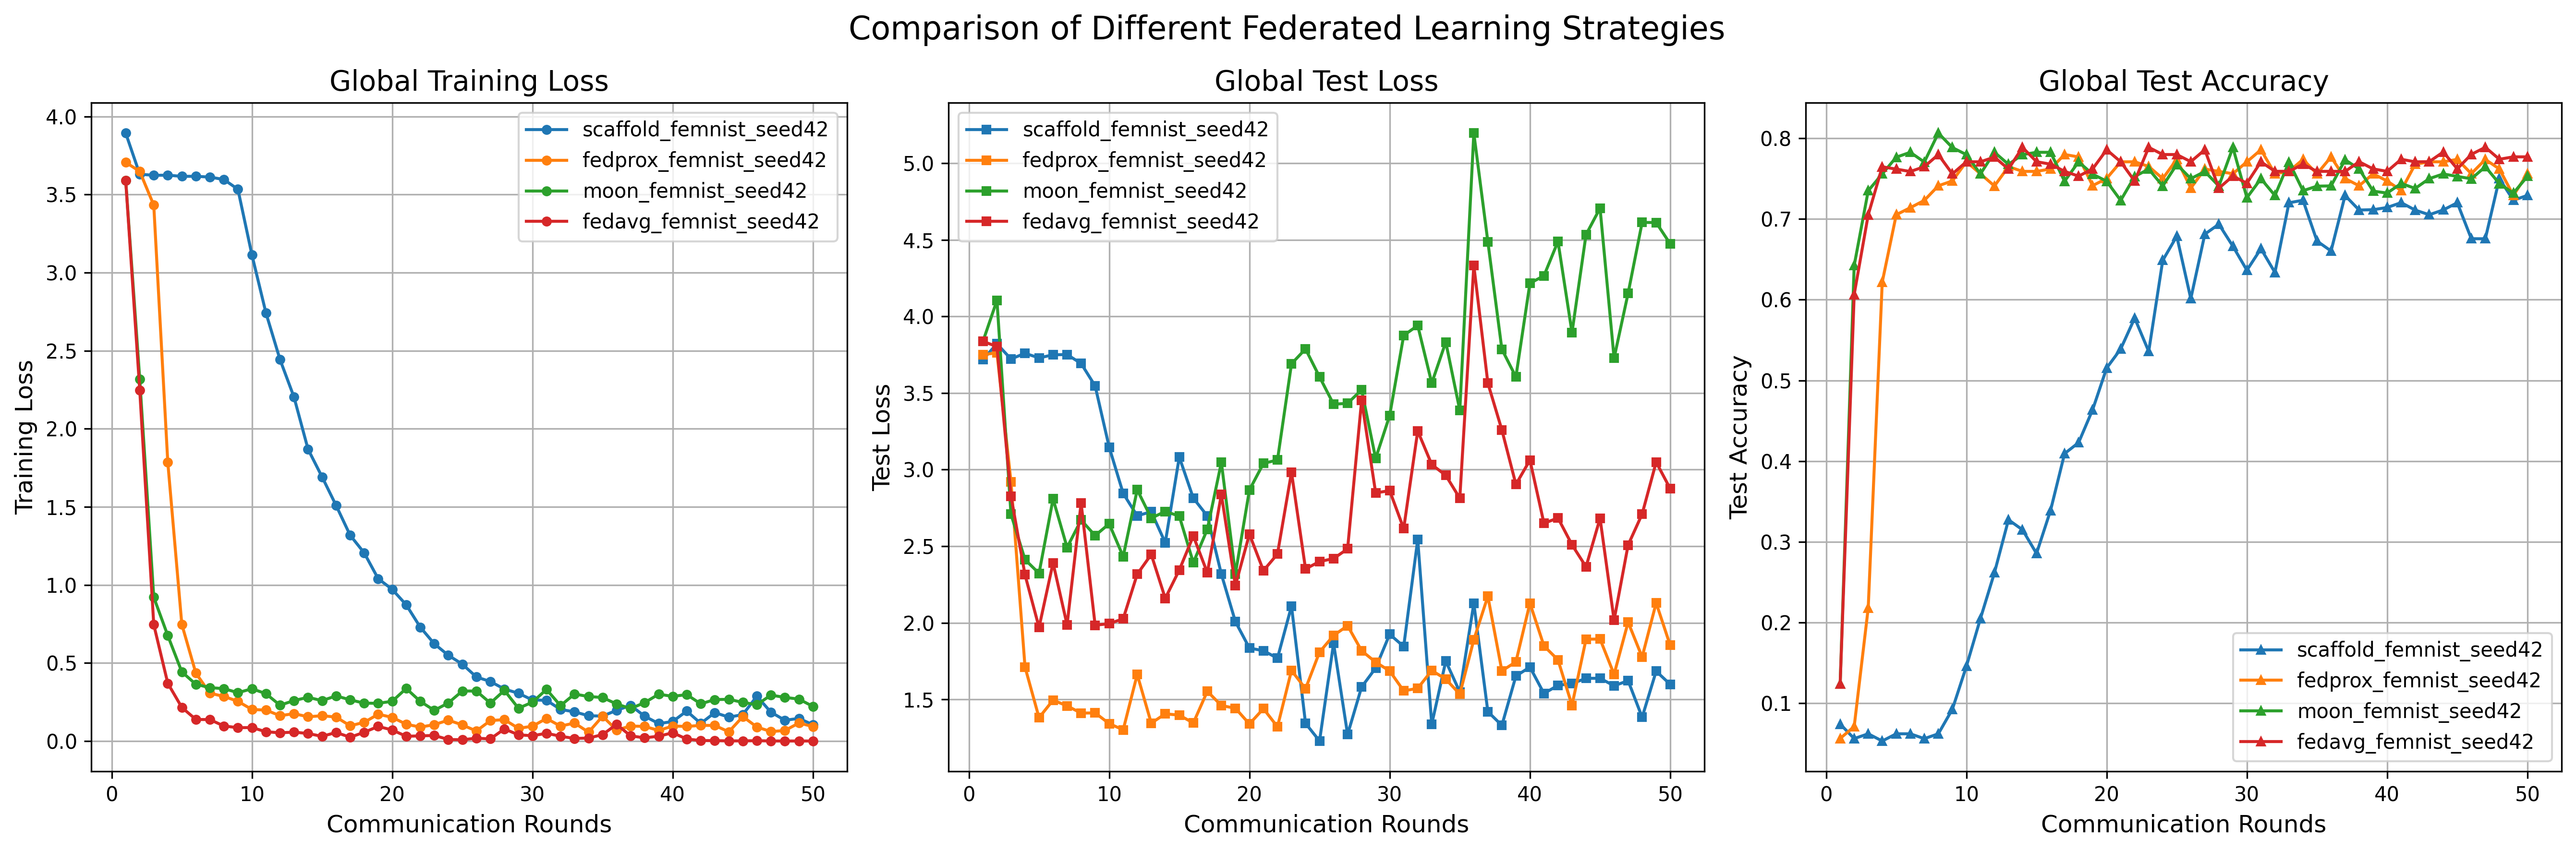 Comparison of Different Federated Learning Strategies
Global Training Loss
4.0
3.5
3.0
2.5
2.0
1.5
1.0
0.5
0.0
Training Loss
scaffold_femnist_seed42
fedprox_femnist_seed42
moon_femnist_seed42
fedavg_femnist_seed42
0 10 20 30 40 50
Communication Rounds
Global Test Loss
5.0
4.5
4.0
3.5
3.0
2.5
2.0
1.5
Test Loss
scaffold_femnist_seed42
fedprox_femnist_seed42
moon_femnist_seed42
fedavg_femnist_seed42
0 10 20 30 40 50
Communication Rounds
Global Test Accuracy
0.8
0.7
0.6
0.5
0.4
0.3
0.2
0.1
Test Accuracy
scaffold_femnist_seed42
fedprox_femnist_seed42
moon_femnist_seed42
fedavg_femnist_seed42
0 10 20 30 40 50
Communication Rounds